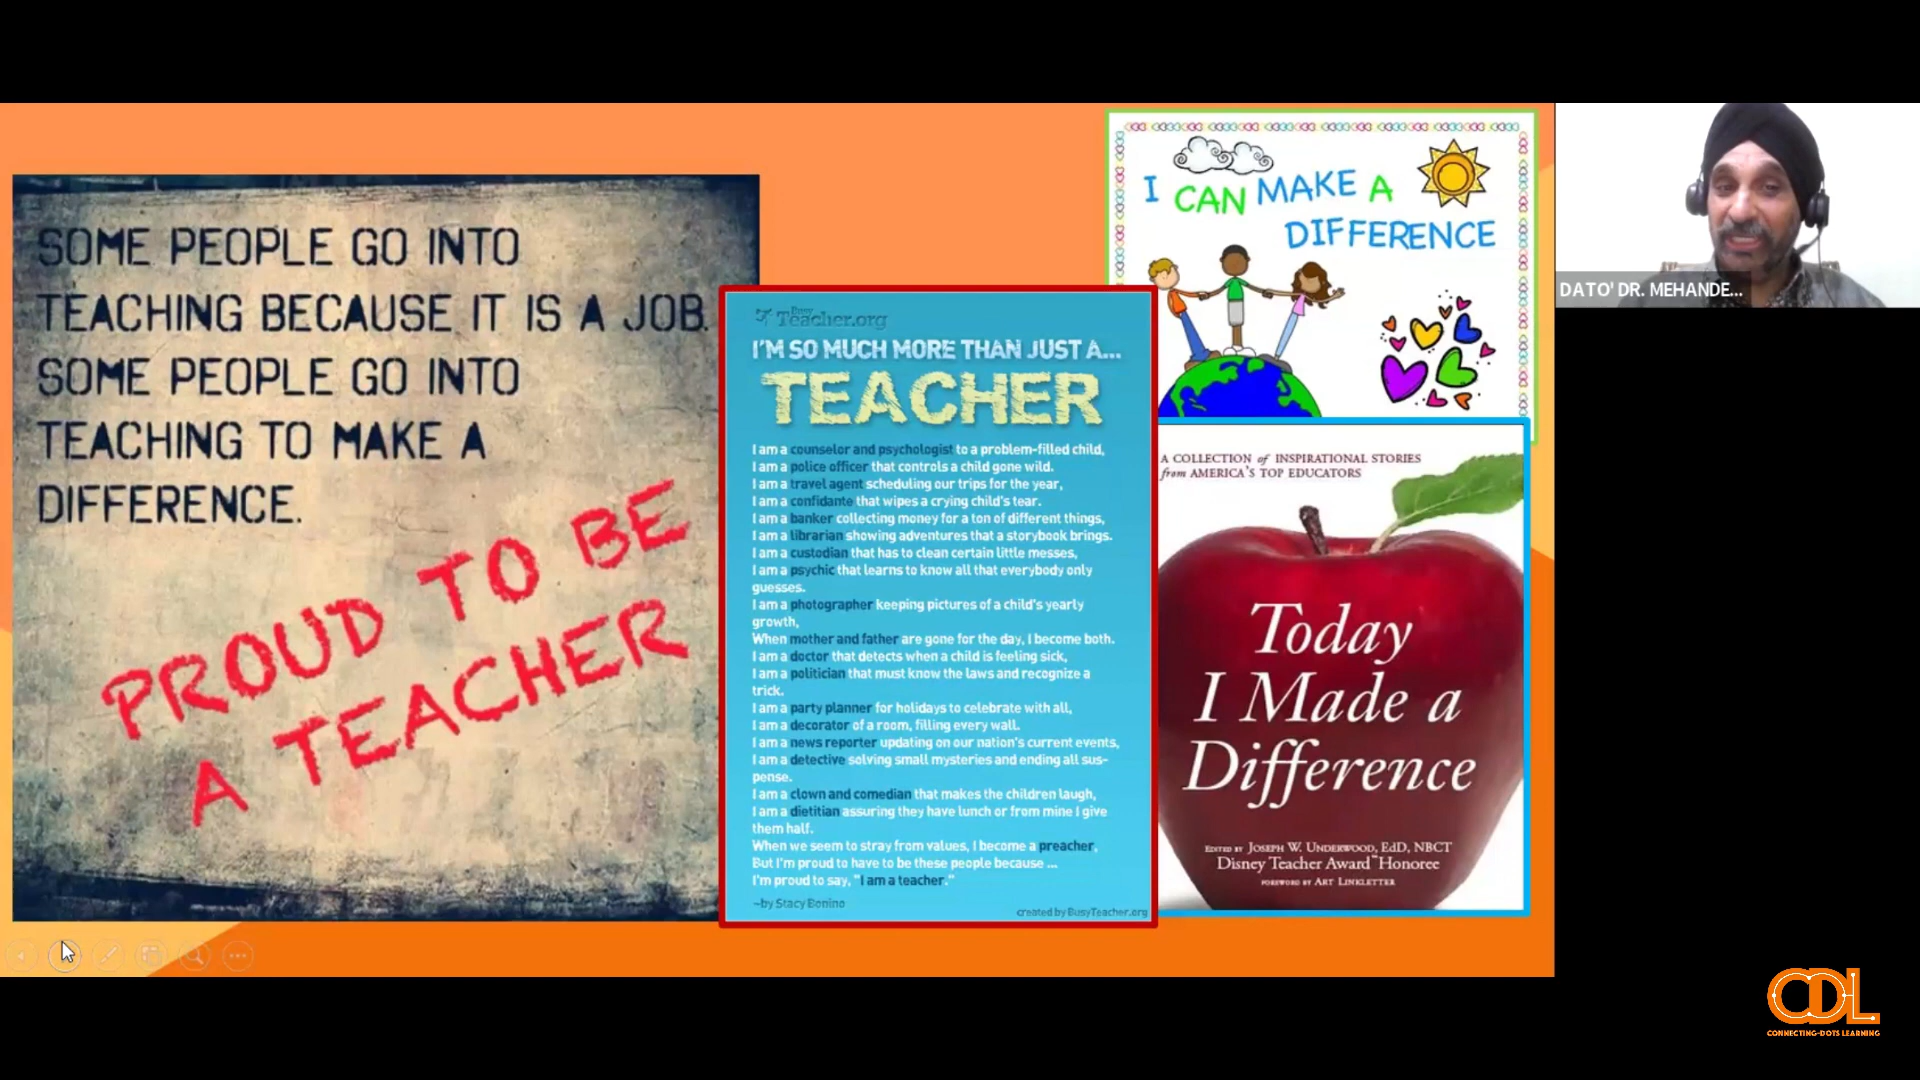 SOME PEOPLE GO INTO
TEACHING BECAUSE IT IS A JOB.
SOME PEOPLE GO INTO
TEACHING TO MAKE A
DIFFERENCE.
PROUD TO BE
A TEACHER
Busy
Teacher.org
I'M SO MUCH MORE THAN JUST A...
TEACHER
I am a counselor and psychologist to a problem-filled child,
I am a police officer that controls a child gone wild.
I am a travel agent scheduling our trips for the year,
I am a confidante that wipes a crying child's tear.
I am a banker collecting money for a ton of different things,
I am a librarian showing adventures that a storybook brings.
I am a custodian that has to clean certain little messes,
I am a psychic that learns to know all that everybody only
guesses.
I am a photographer keeping pictures of a child's yearly
growth,
When mother and father are gone for the day, I become both.
I am a doctor that detects when a child is feeling sick,
I am a politician that must know the laws and recognize a
trick.
I am a party planner for holidays to celebrate with all,
I am a decorator of a room, filling every wall.
I am a news reporter updating on our nation's current events,
I am a detective solving small mysteries and ending all sus-
pense.
I am a clown and comedian that makes the children laugh,
I am a dietitian assuring they have lunch or from mine I give
them half.
When we seem to stray from values, I become a preacher,
But I'm proud to have to be these people because ...
I'm proud to say, "I am a teacher."
~by Stacy Bonino
created by BusyTeacher.org
I CAN MAKE A
DIFFERENCE
A COLLECTION of INSPIRATIONAL STORIES
from AMERICA'S TOP EDUCATORS
Today
I Made a
Difference
EDITED BY JOSEPH W. UNDERWOOD, EdD, NBCT
Disney Teacher Award™ Honoree
FOREWORD BY ART LINKLETTER
DATO' DR. MEHANDE...
CDL
CONNECTING-DOTS LEARNING